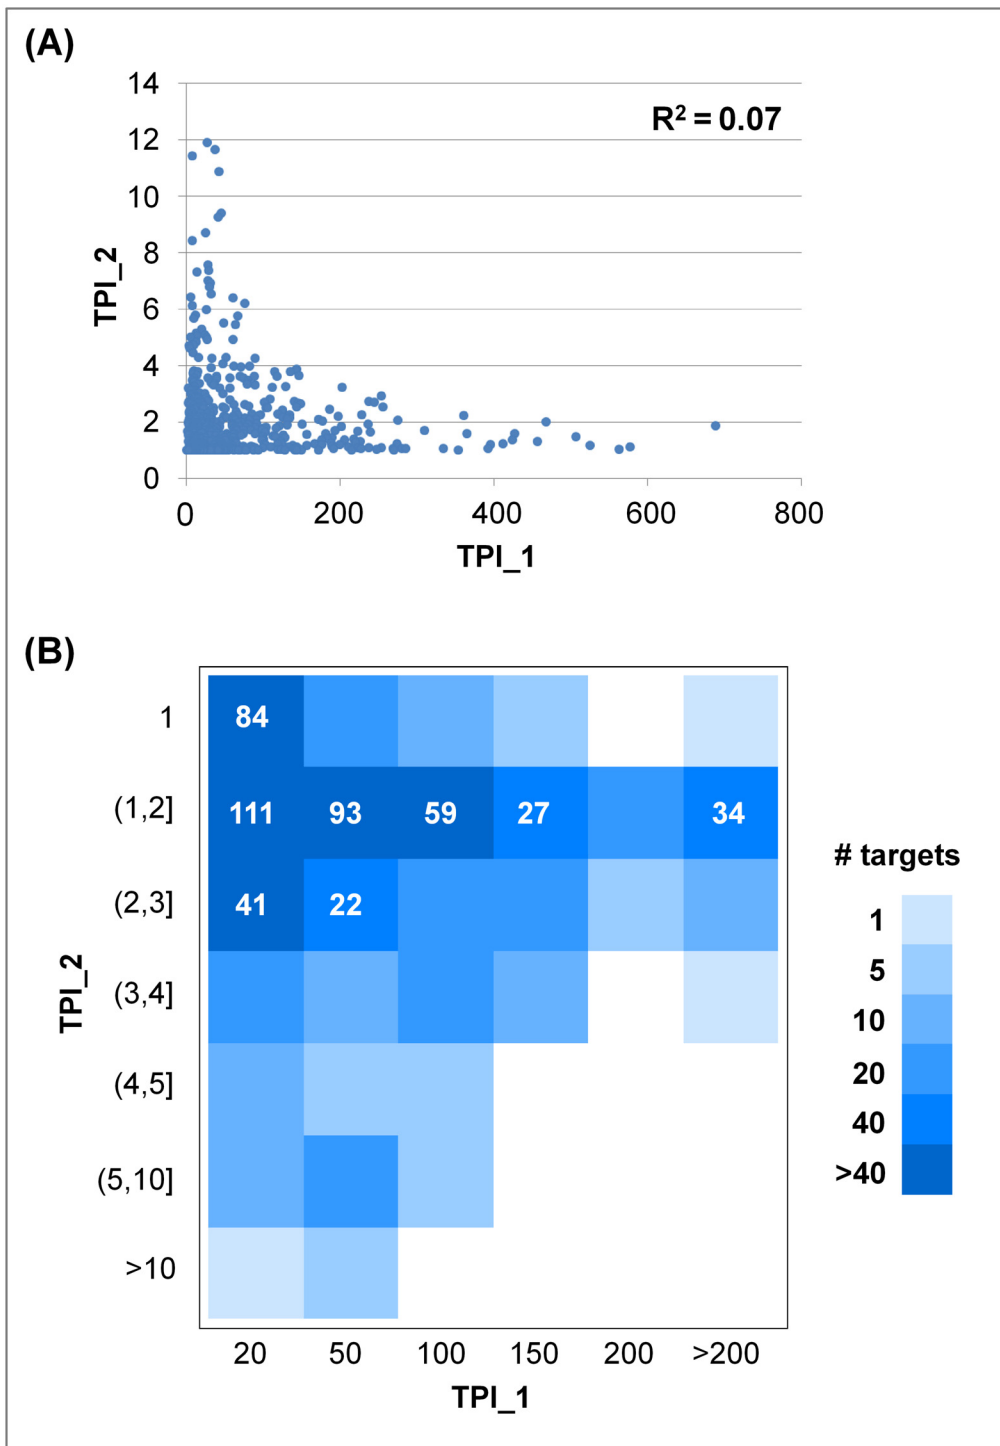 (A)
14
R² = 0.07
12
10
8
TPI_2
6
4
2
0
0 200 400 600 800
TPI_1
(B)
1 84
(1,2] 111 93 59 27 34
(2,3] 41 22
(3,4]
(4,5]
(5,10]
>10
TPI_2
20 50 100 150 200 >200
TPI_1
# targets
1
5
10
20
40
>40